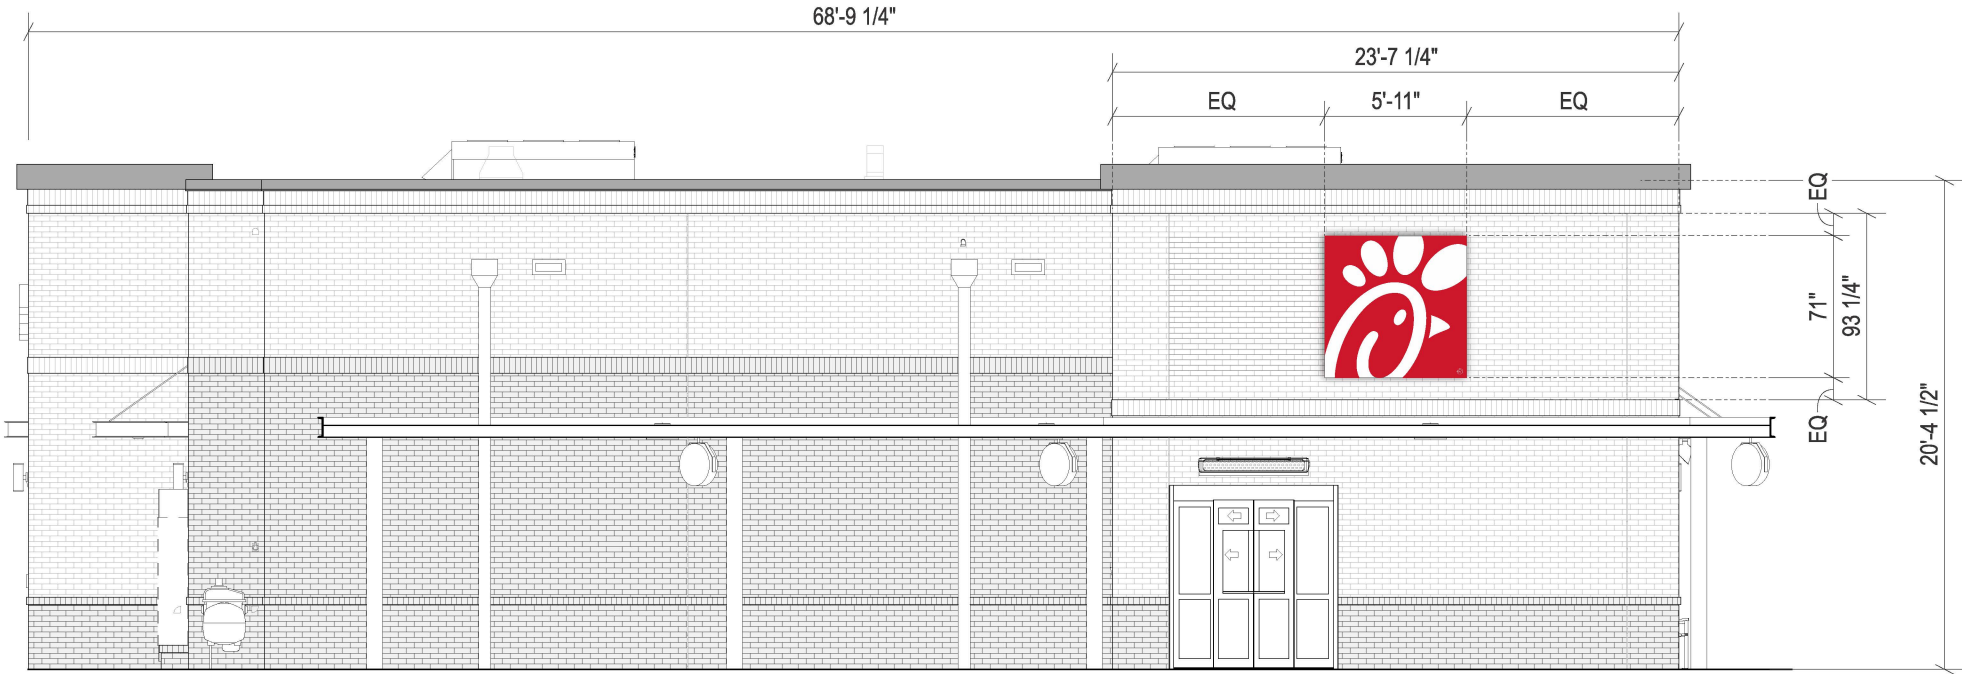 68'-9 1/4"
23'-7 1/4"
EQ 5'-11" EQ
EQ
71"
93 1/4"
EQ
20'-4 1/2"